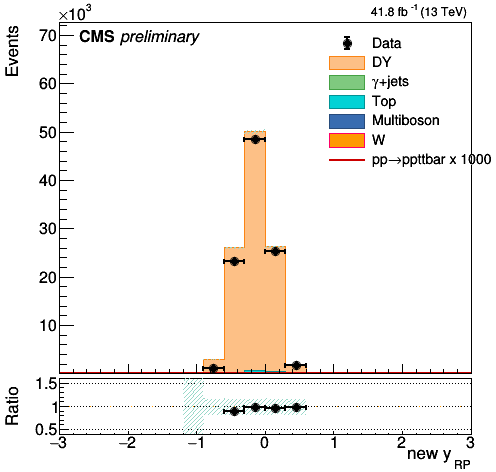 ×10³
41.8 fb⁻¹ (13 TeV)
CMS preliminary
Events
70
60
50
40
30
20
10
Data
DY
γ+jets
Top
Multiboson
W
pp→ppttbar x 1000
Ratio
1.5
1
0.5
−3 −2 −1 0 1 2 3
new y_RP